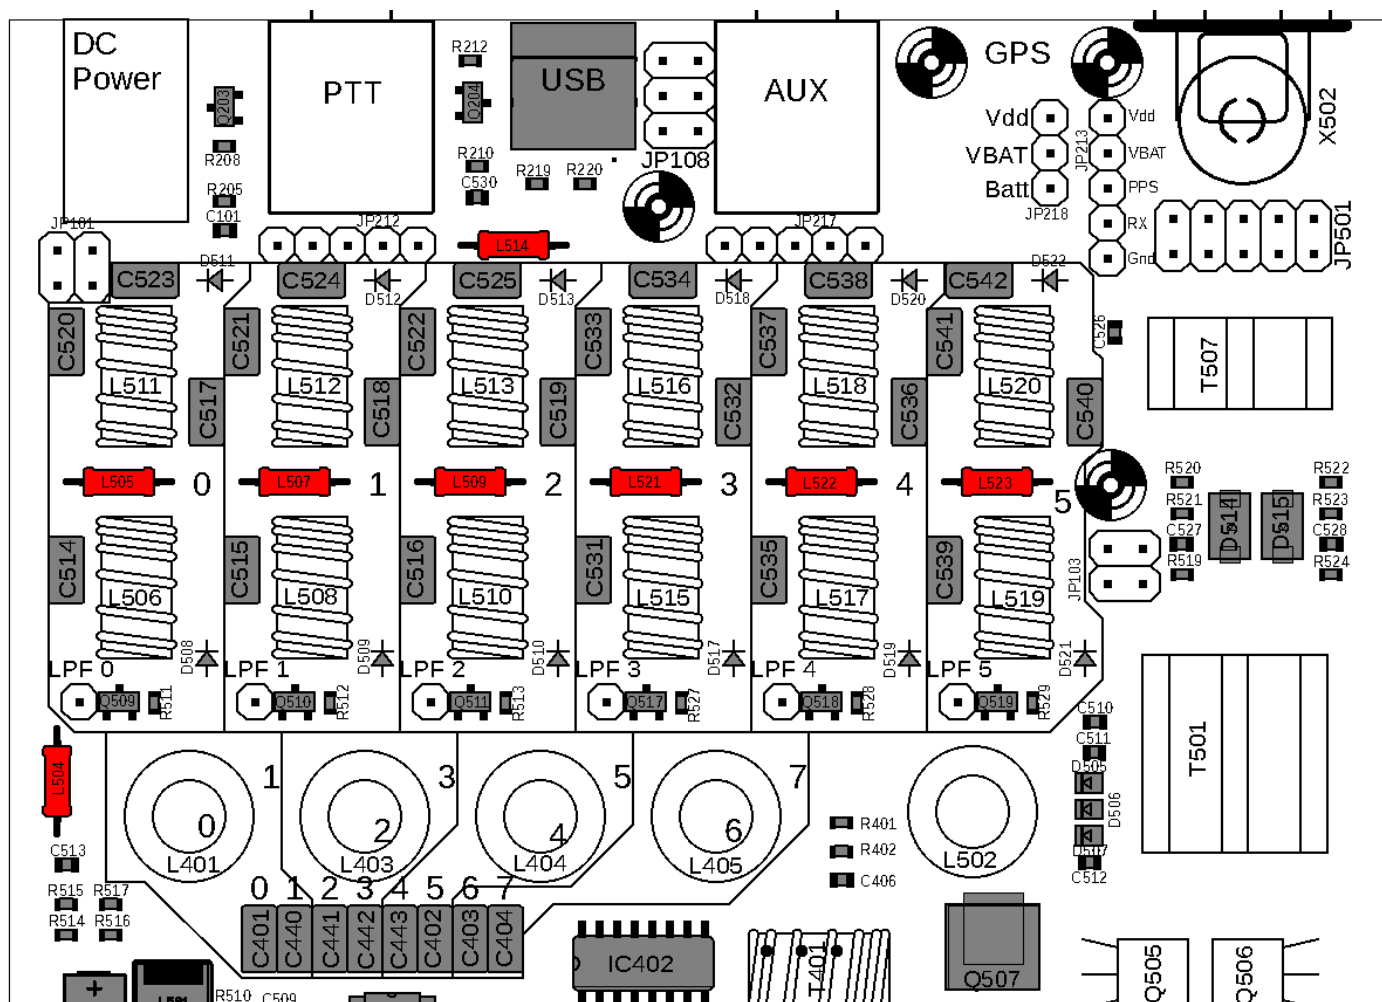 DC
Power
PTT
USB
AUX
GPS
R212
Q203
Q204
R208
R210
C530
R219
R220
JP108
R205
C101
JP101
JP212
JP217
Vdd
VBAT
Batt
JP218
JP213
Vdd
VBAT
PPS
RX
Gnd
X502
JP501
L514
C523
D511
C524
D512
C525
D513
C534
D518
C538
D520
C542
D522
C520
C521
C522
C533
C537
C541
C526
T507
L511
L512
L513
L516
L518
L520
C517
C518
C519
C532
C536
C540
L505
0
L507
1
L509
2
L521
3
L522
4
L523
5
R520
R521
C527
R519
D514
D515
R522
R523
C528
R524
C514
C515
C516
C531
C535
C539
JP103
L506
L508
L510
L515
L517
L519
D508
D509
D510
D517
D519
D521
LPF 0
LPF 1
LPF 2
LPF 3
LPF 4
LPF 5
Q509
R511
Q510
R512
Q511
R513
Q517
R527
Q518
R528
Q519
R529
C510
C511
D505
D506
D507
C512
T501
L504
1
3
5
7
0
2
4
6
L401
L403
L404
L405
L502
R401
R402
C406
C513
R515
R517
R514
R516
0
1
2
3
4
5
6
7
C401
C440
C441
C442
C443
C402
C403
C404
IC402
T401
Q507
Q505
Q506
+
R510
C509